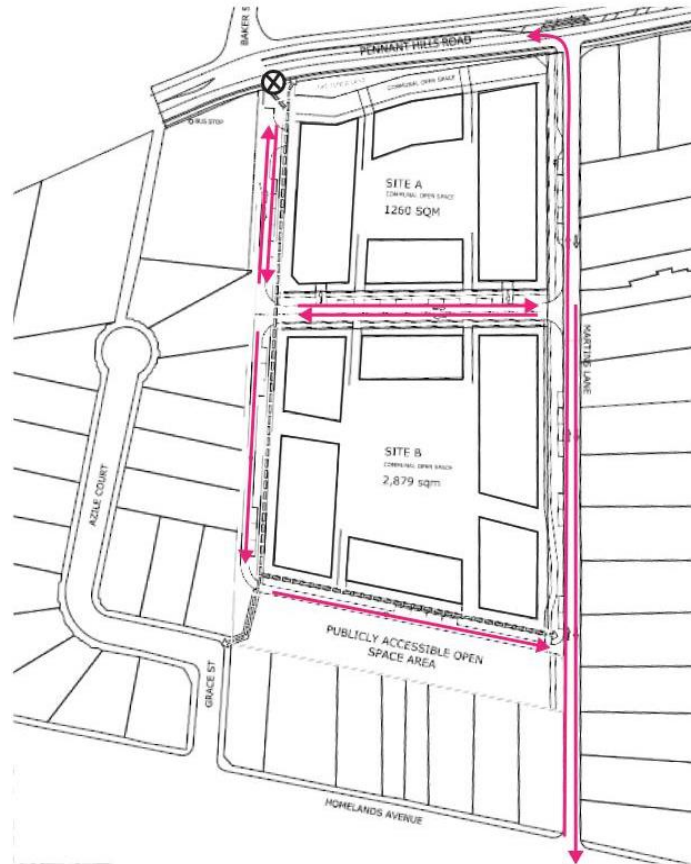 BAKER S
PENNANT HILLS ROAD
COMMUNAL OPEN SPACE
BUS STOP
SITE A
COMMUNAL OPEN SPACE
1260 SQM
MARTINS LANE
SITE B
COMMUNAL OPEN SPACE
2,879 sqm
AZILE COURT
PUBLICLY ACCESSIBLE OPEN
SPACE AREA
GRACE ST
HOMELANDS AVENUE